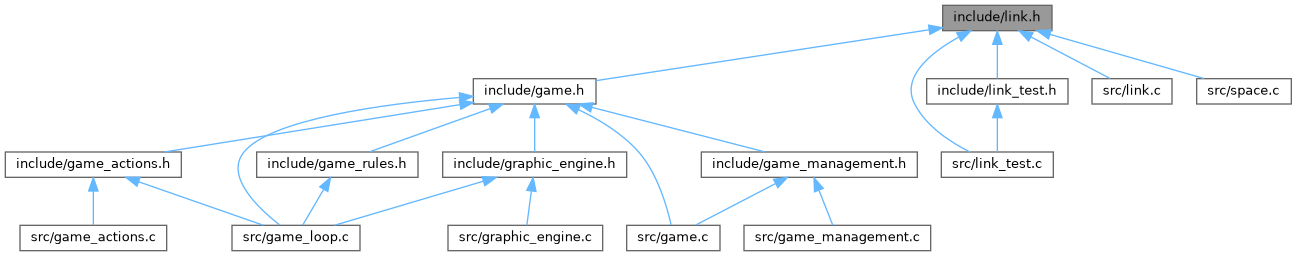 include/link.h
include/game.h
include/link_test.h
src/link.c
src/space.c
include/game_actions.h
include/game_rules.h
include/graphic_engine.h
include/game_management.h
src/link_test.c
src/game_actions.c
src/game_loop.c
src/graphic_engine.c
src/game.c
src/game_management.c